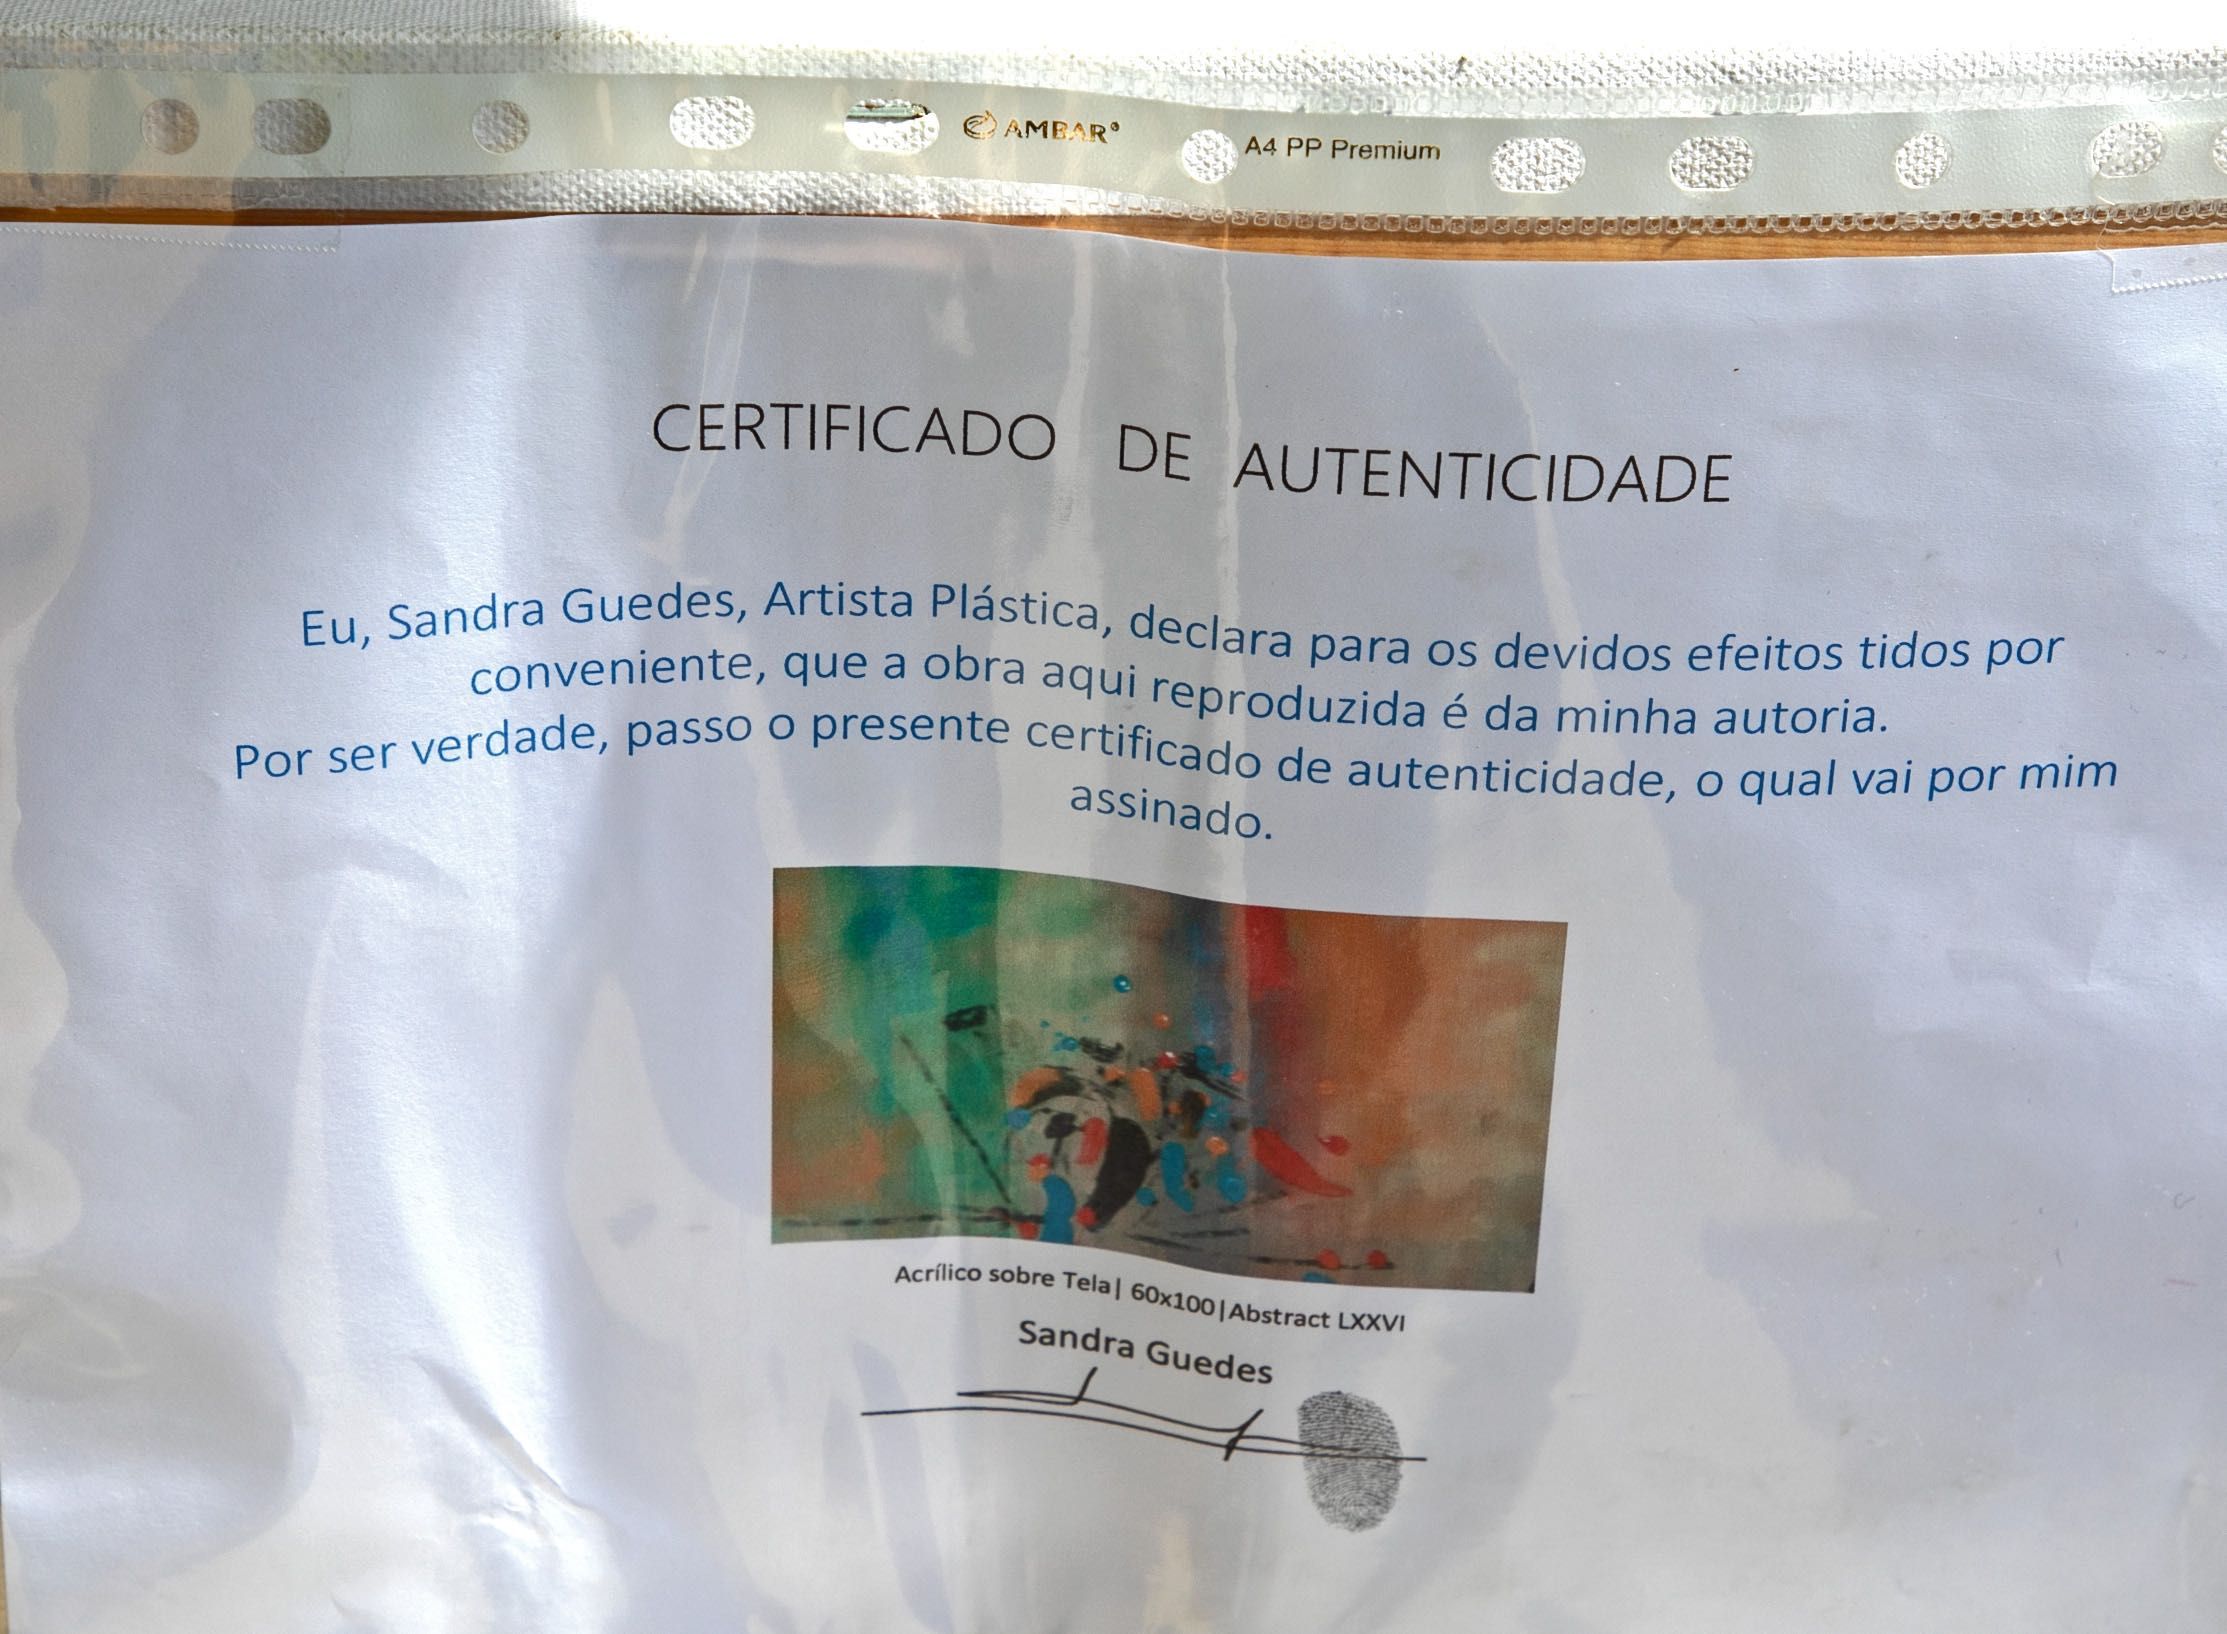 AMBAR®
A4 PP Premium
CERTIFICADO DE AUTENTICIDADE
Eu, Sandra Guedes, Artista Plástica, declara para os devidos efeitos tidos por
conveniente, que a obra aqui reproduzida é da minha autoria.
Por ser verdade, passo o presente certificado de autenticidade, o qual vai por mim
assinado.
Acrílico sobre Tela| 60x100|Abstract LXXVI
Sandra Guedes